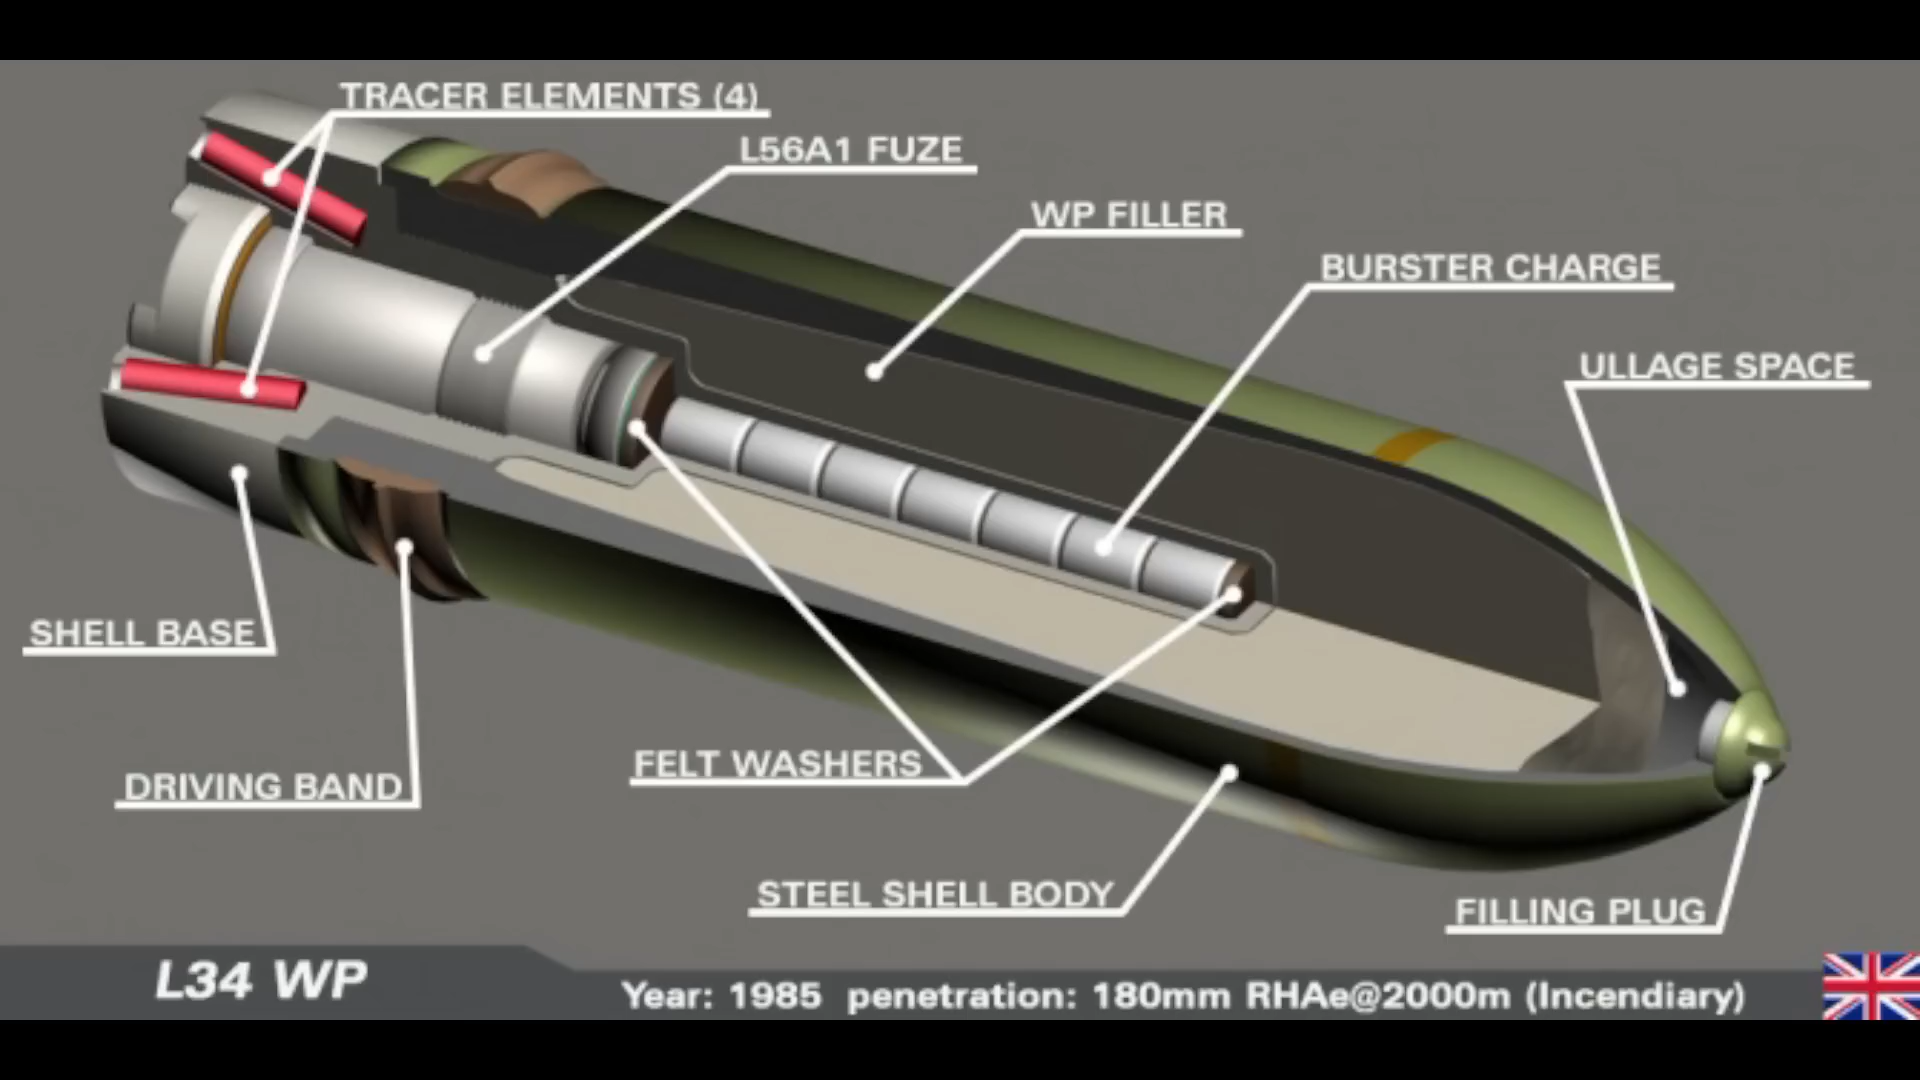 TRACER ELEMENTS (4)
L56A1 FUZE
WP FILLER
BURSTER CHARGE
ULLAGE SPACE
SHELL BASE
DRIVING BAND
FELT WASHERS
STEEL SHELL BODY
FILLING PLUG
L34 WP
Year: 1985 penetration: 180mm RHAe@2000m (Incendiary)